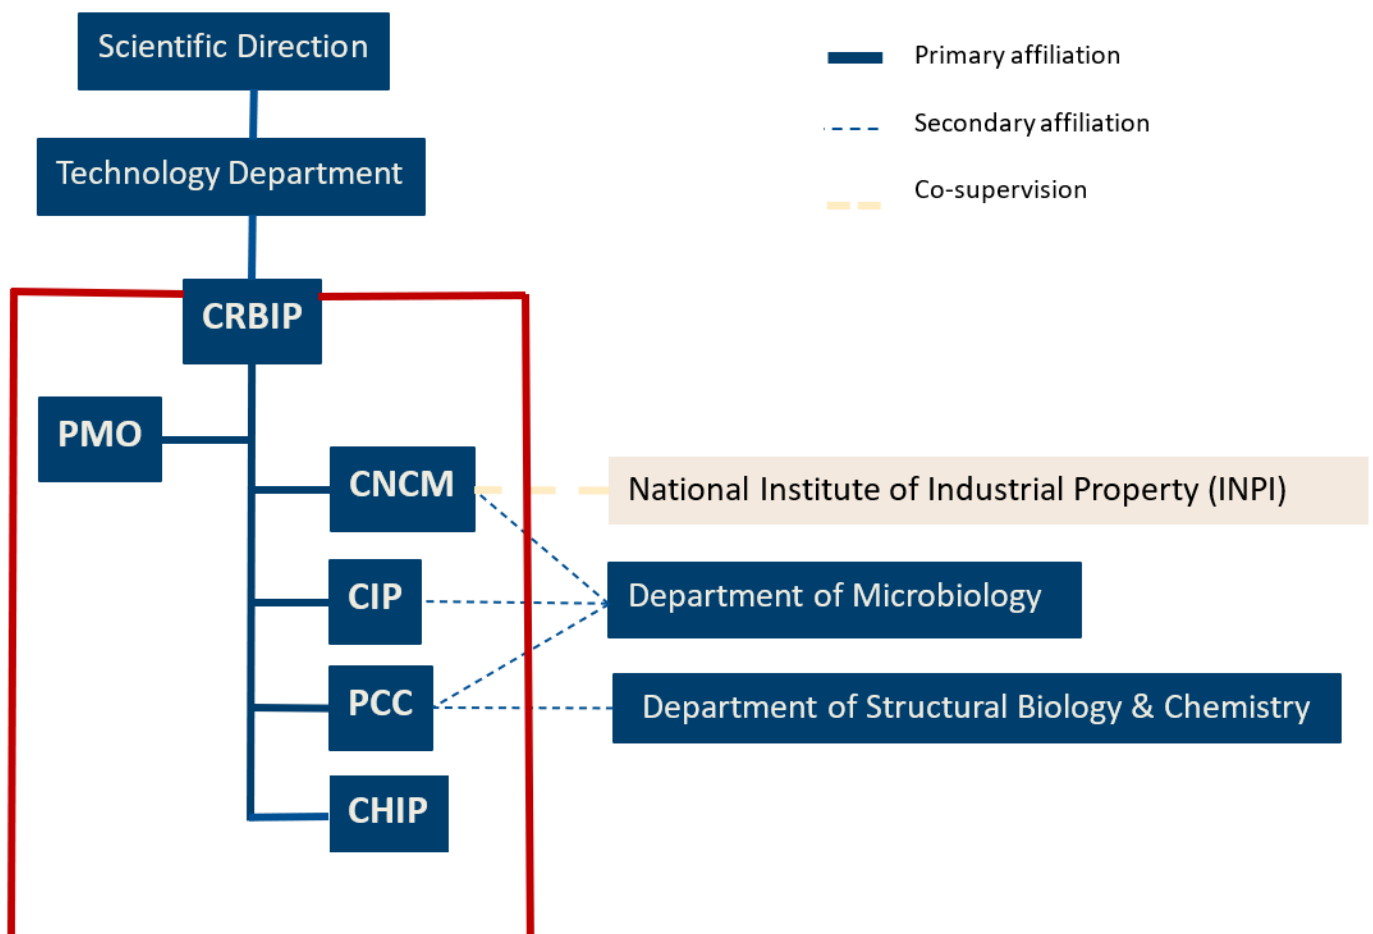 Scientific Direction
Technology Department
CRBIP
PMO
CNCM
CIP
PCC
CHIP
Primary affiliation
Secondary affiliation
Co-supervision
National Institute of Industrial Property (INPI)
Department of Microbiology
Department of Structural Biology & Chemistry